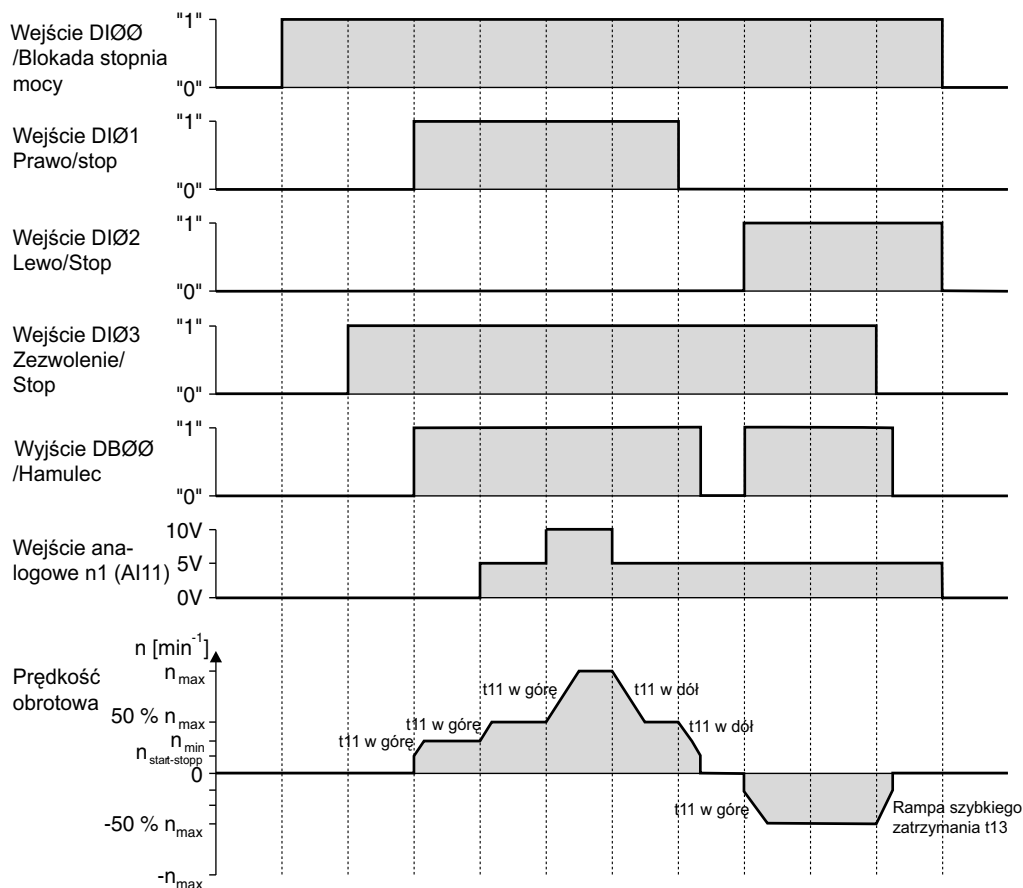 Wejście DIØØ
/Blokada stopnia
mocy
"1"
"0"
Wejście DIØ1
Prawo/stop
"1"
"0"
Wejście DIØ2
Lewo/Stop
"1"
"0"
Wejście DIØ3
Zezwolenie/
Stop
"1"
"0"
Wyjście DBØØ
/Hamulec
"1"
"0"
Wejście ana-
logowe n1 (AI11)
10V
5V
0V
n [min-1]
Prędkość
obrotowa
nmax
50 % nmax
nmin
nstart-stopp
0
-50 % nmax
-nmax
t11 w górę
t11 w górę
t11 w górę
t11 w dół
t11 w dół
t11 w górę
Rampa szybkiego
zatrzymania t13